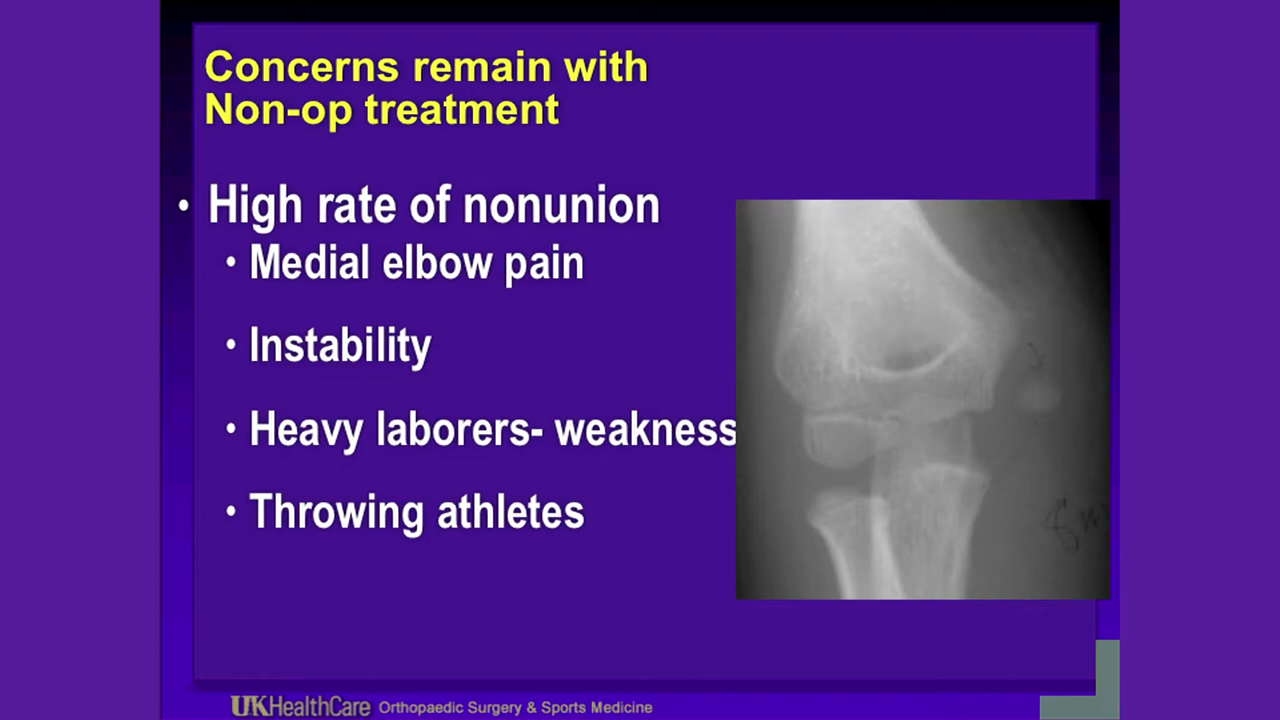 Concerns remain with
Non-op treatment
• High rate of nonunion
• Medial elbow pain
• Instability
• Heavy laborers- weakness
• Throwing athletes
UKHealthCare Orthopaedic Surgery & Sports Medicine